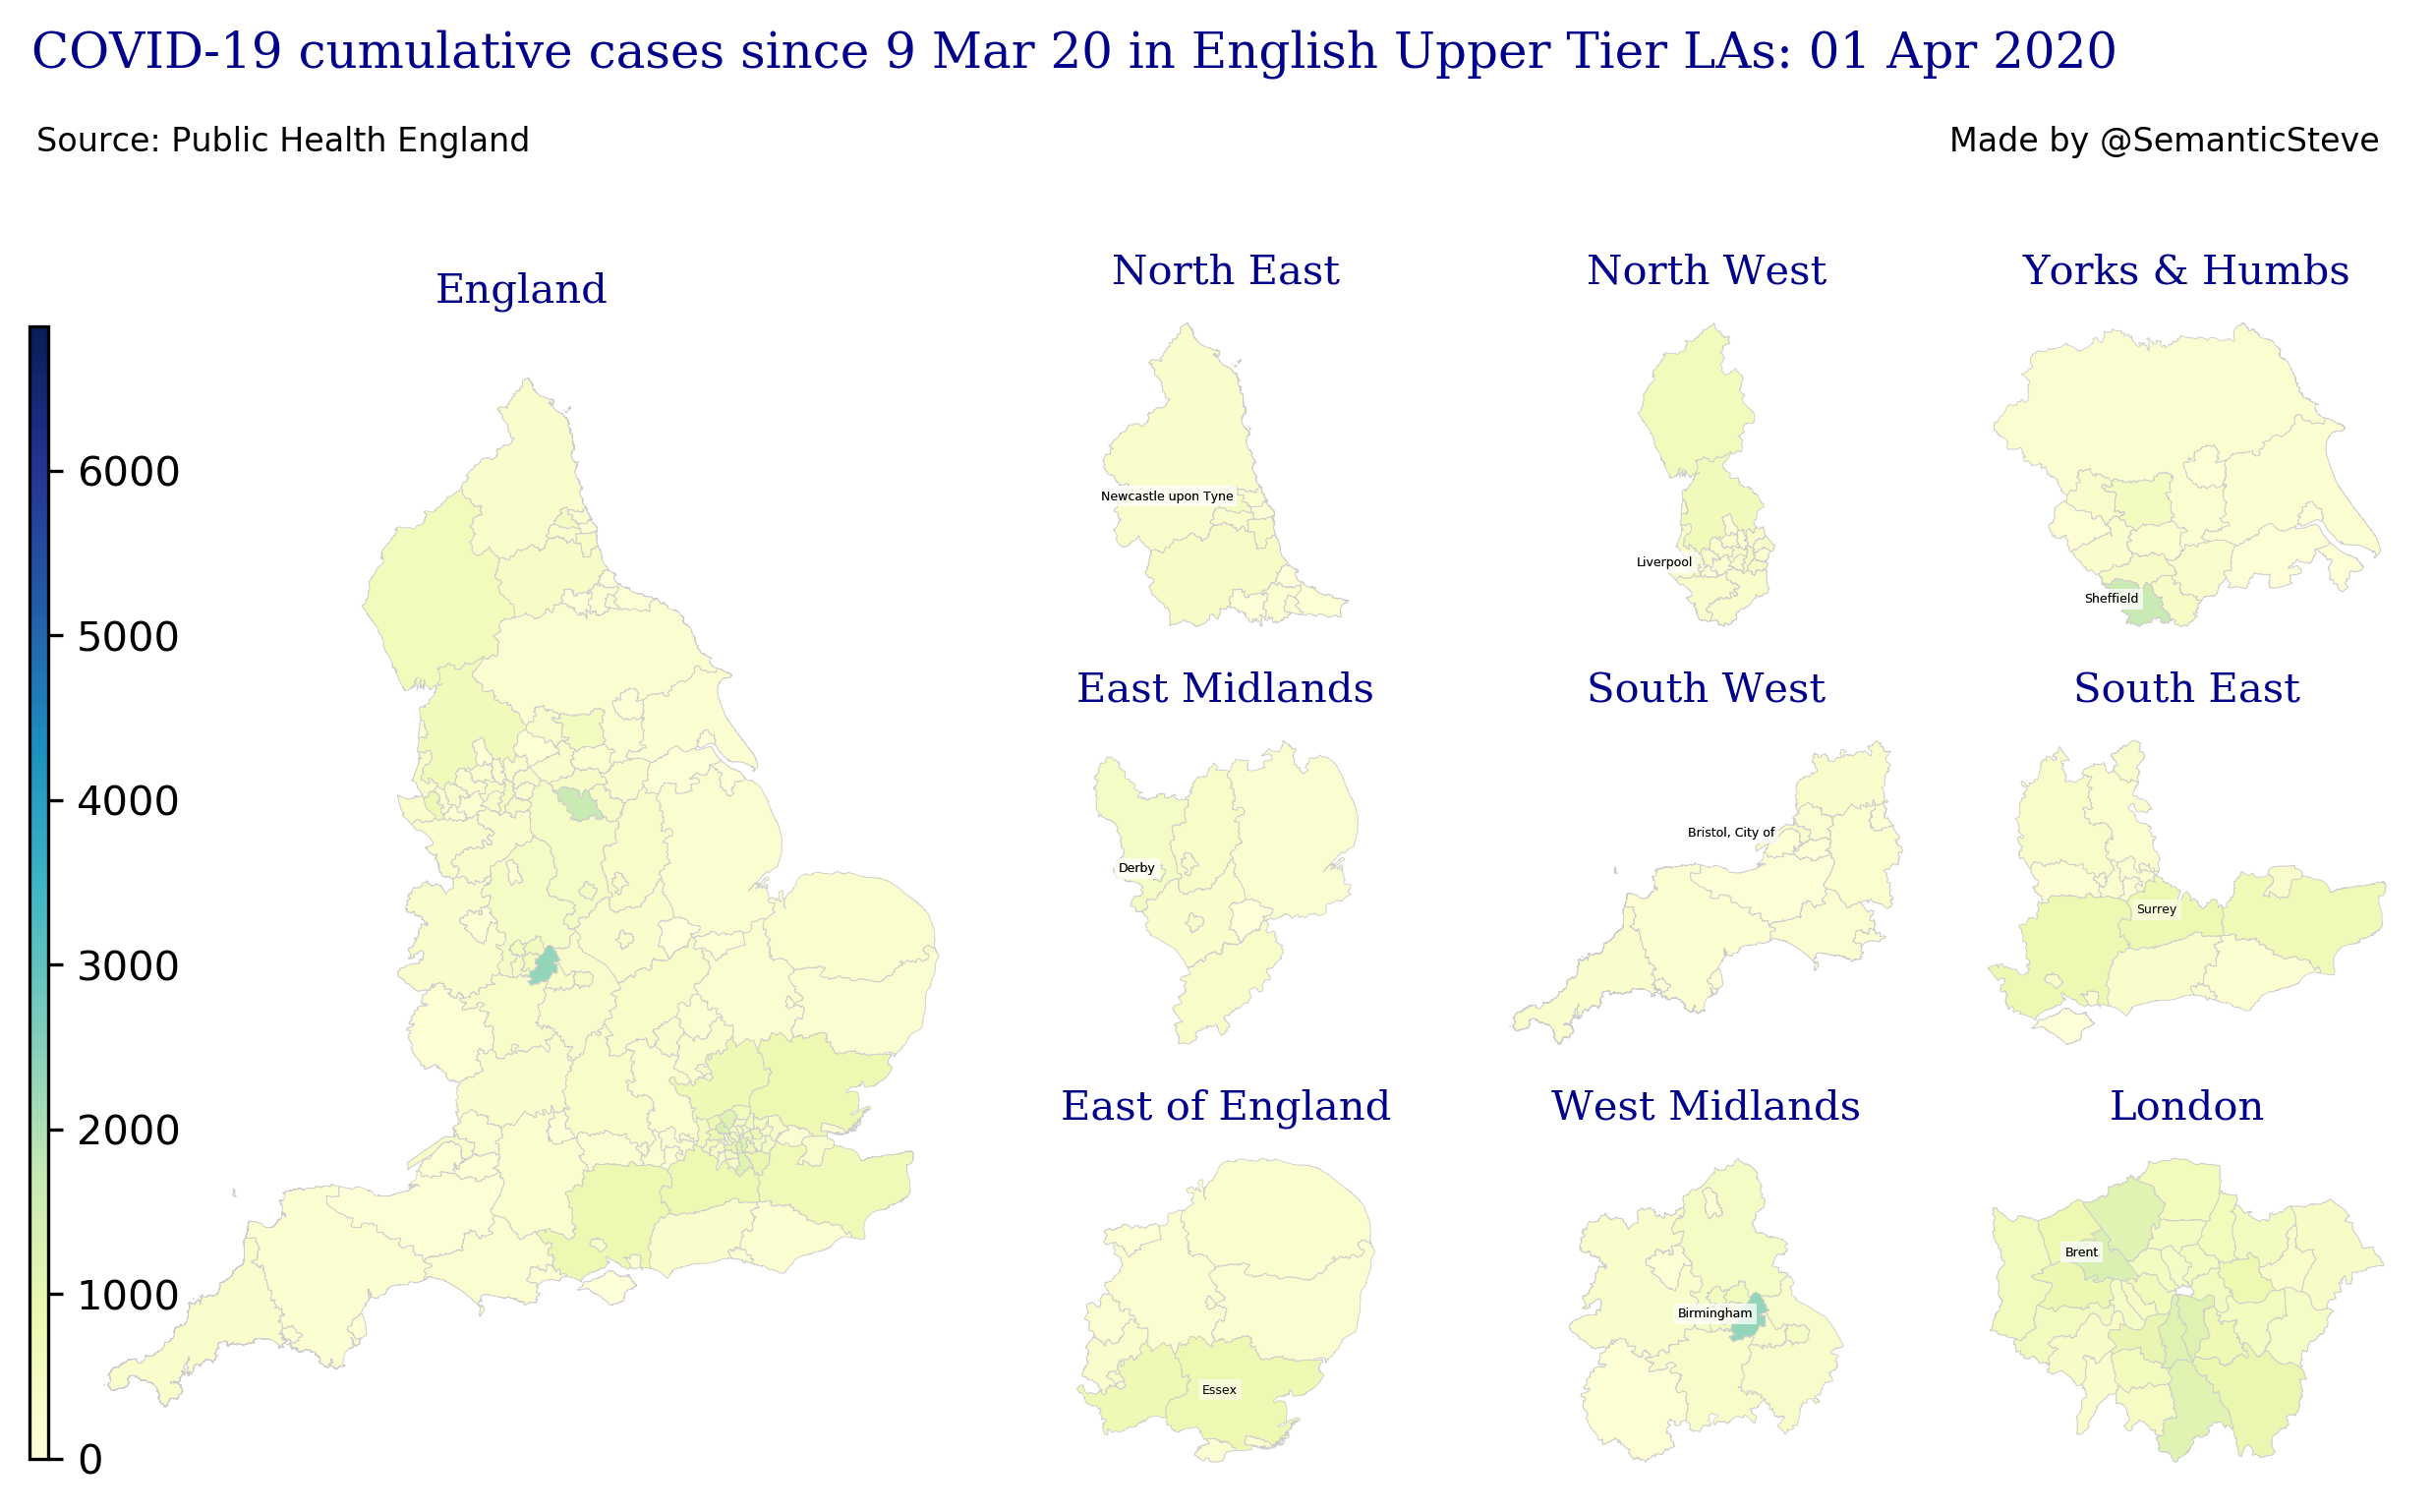 COVID-19 cumulative cases since 9 Mar 20 in English Upper Tier LAs: 01 Apr 2020
Source: Public Health England
Made by @SemanticSteve
England
6000
5000
4000
3000
2000
1000
0
North East
Newcastle upon Tyne
North West
Liverpool
Yorks & Humbs
Sheffield
East Midlands
Derby
South West
Bristol, City of
South East
Surrey
East of England
Essex
West Midlands
Birmingham
London
Brent